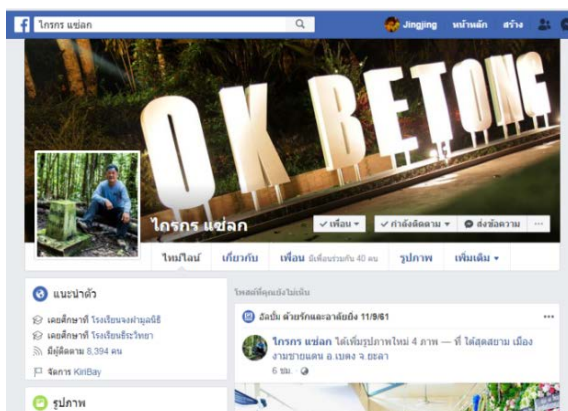 ไกรกร แซ่ลก
Jingjing หน้าหลัก สร้าง
OK BETONG
ไกรกร แซ่ลก
เพื่อน กำลังติดตาม ส่งข้อความ
ไทม์ไลน์ เกี่ยวกับ เพื่อน มีเพื่อนร่วมกัน 40 คน รูปภาพ เพิ่มเติม
แนะนำตัว
เคยศึกษาที่ โรงเรียนจงฝามูลนิธิ
เคยศึกษาที่ โรงเรียนธีระวิทยา
มีผู้ติดตาม 8,394 คน
จัดการ KiriBay
รูปภาพ
โพสต์ที่คุณยังไม่เห็น
อัลบั้ม ด้วยรักและอาลัยยิ่ง 11/9/61
ไกรกร แซ่ลก ได้เพิ่มรูปภาพใหม่ 4 ภาพ — ที่ ใต้สุดสยาม เมือง
งามชายแดน อ.เบตง จ.ยะลา
6 ชม.